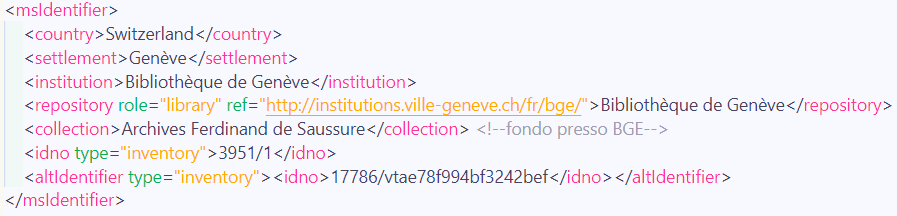 <msIdentifier>
<country>Switzerland</country>
<settlement>Genève</settlement>
<institution>Bibliothèque de Genève</institution>
<repository role="library" ref="http://institutions.ville-geneve.ch/fr/bge/">Bibliothèque de Genève</repository>
<collection>Archives Ferdinand de Saussure</collection> <!--fondo presso BGE-->
<idno type="inventory">3951/1</idno>
<altIdentifier type="inventory"><idno>17786/vtae78f994bf3242bef</idno></altIdentifier>
</msIdentifier>